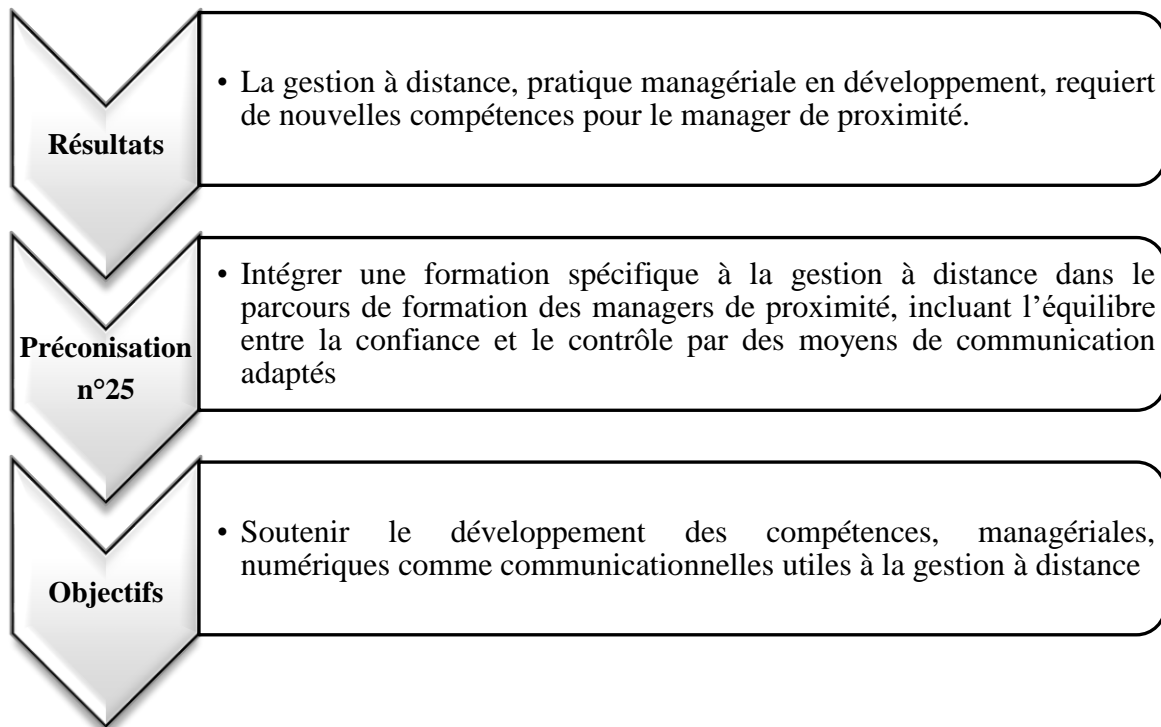 Résultats
• La gestion à distance, pratique managériale en développement, requiert
de nouvelles compétences pour le manager de proximité.
Préconisation
n°25
• Intégrer une formation spécifique à la gestion à distance dans le
parcours de formation des managers de proximité, incluant l’équilibre
entre la confiance et le contrôle par des moyens de communication
adaptés
Objectifs
• Soutenir le développement des compétences, managériales,
numériques comme communicationnelles utiles à la gestion à distance